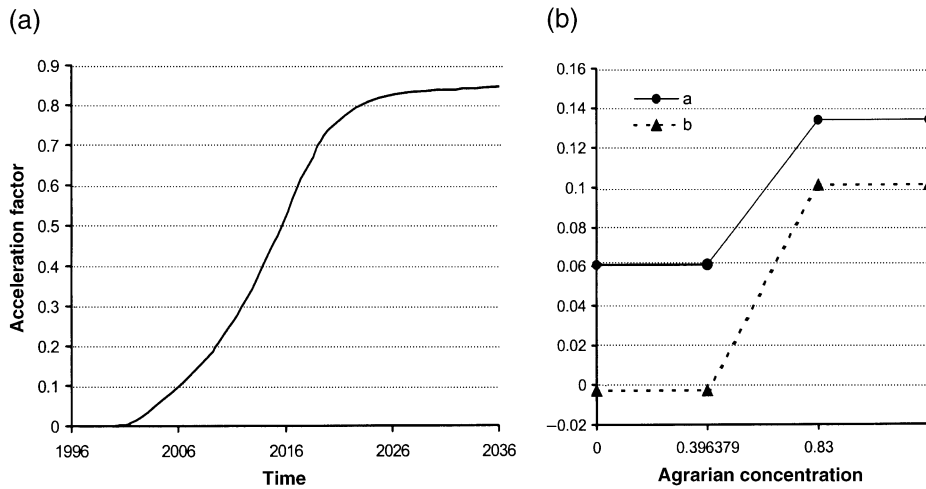 (a)
0.9
0.8
0.7
0.6
0.5
0.4
0.3
0.2
0.1
0
Acceleration factor
1996 2006 2016 2026 2036
Time
(b)
0.16
0.14
0.12
0.1
0.08
0.06
0.04
0.02
0
−0.02
a
b
0 0.396379 0.83
Agrarian concentration